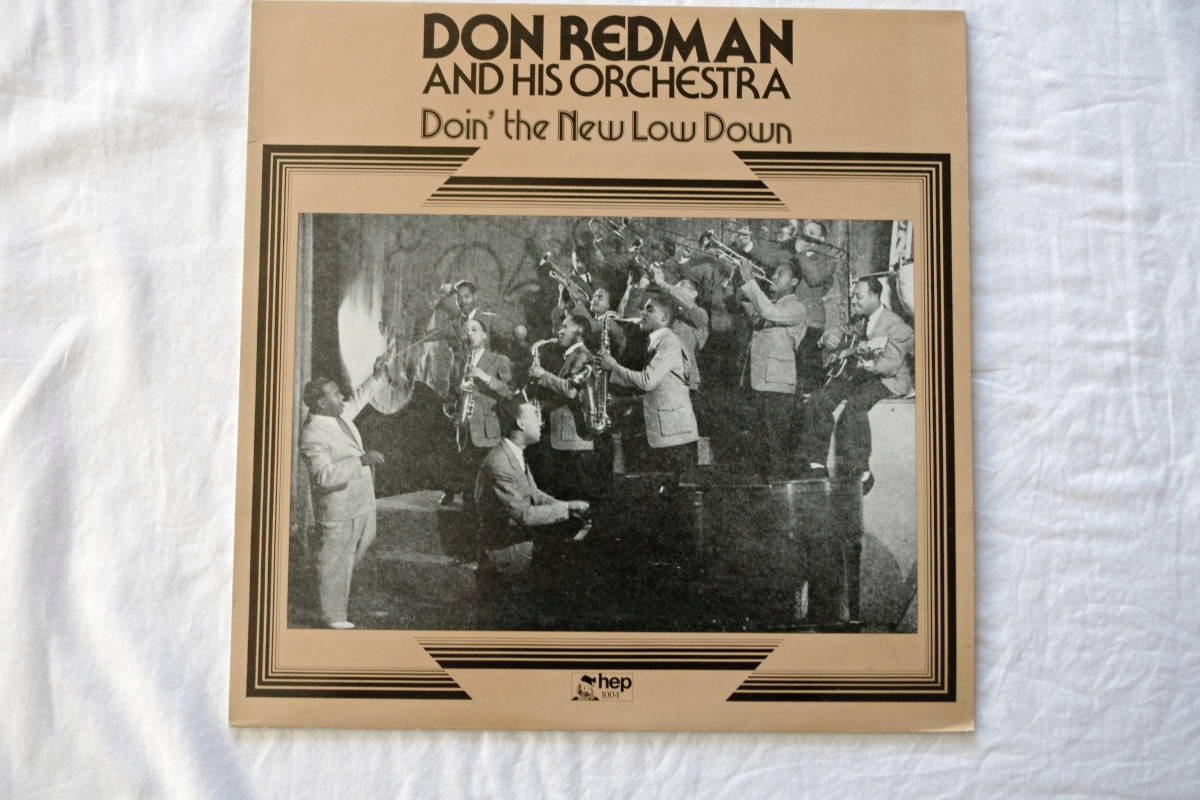 DON REDMAN
AND HIS ORCHESTRA
Doin' the New Low Down
hep
1004